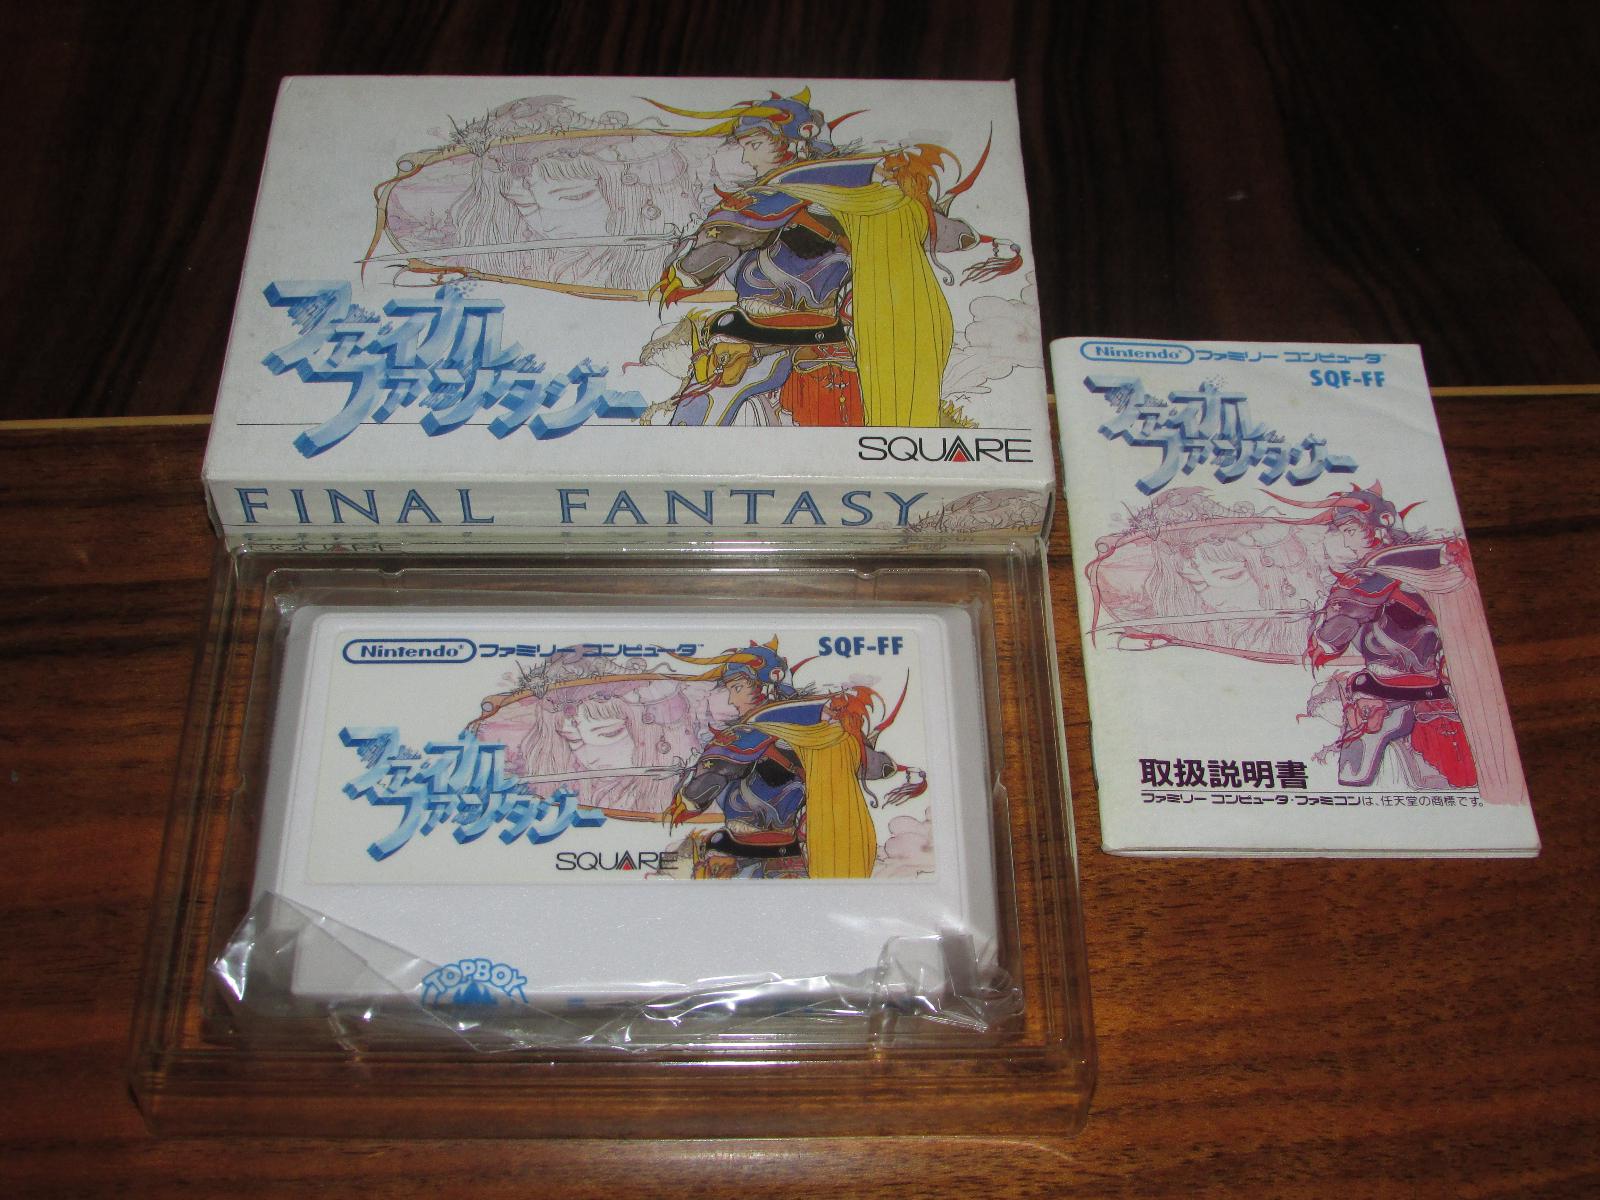 ファイナル
ファンタジー
SQUARE
FINAL FANTASY
SQUARE
Nintendo® ファミリー コンピュータ™
SQF-FF
ファイナル
ファンタジー
SQUARE
TOPBOY
Nintendo® ファミリー コンピュータ™
SQF-FF
ファイナル
ファンタジー
取扱説明書
ファミリー コンピュータ・ファミコンは、任天堂の商標です。